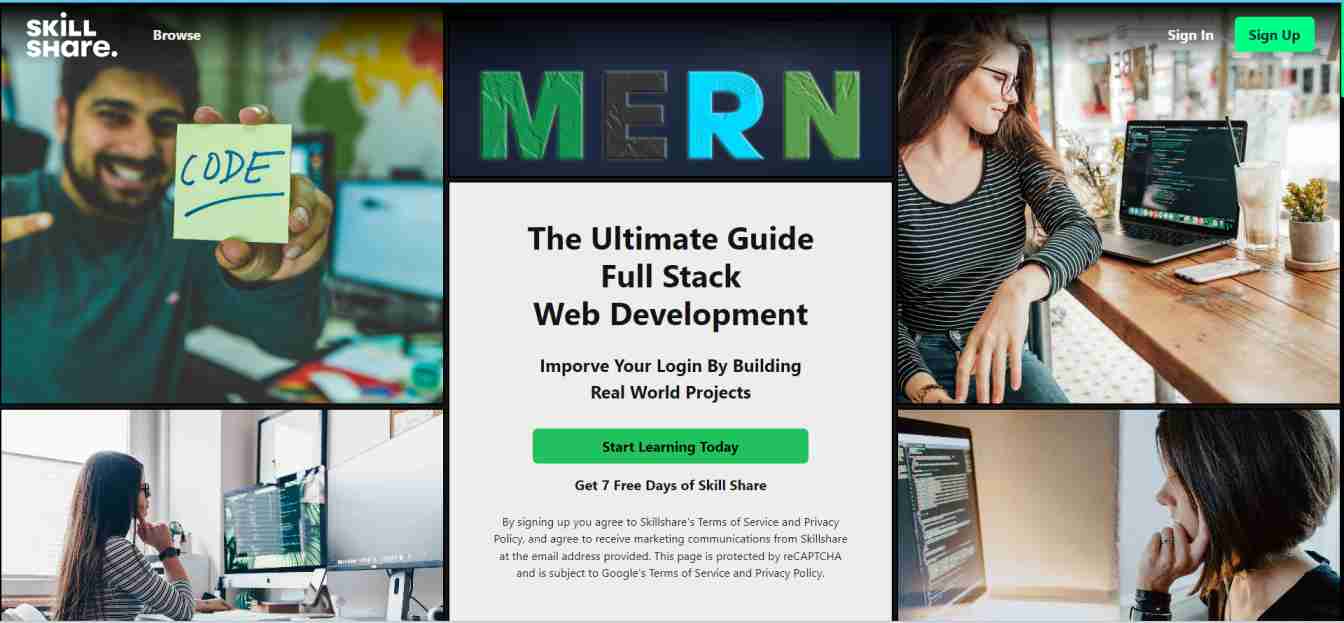 SKiLL
SHare.
Browse
Sign In
Sign Up
CODE
MERN
The Ultimate Guide
Full Stack
Web Development
Imporve Your Login By Building
Real World Projects
Start Learning Today
Get 7 Free Days of Skill Share
By signing up you agree to Skillshare's Terms of Service and Privacy
Policy, and agree to receive marketing communications from Skillshare
at the email address provided. This page is protected by reCAPTCHA
and is subject to Google's Terms of Service and Privacy Policy.